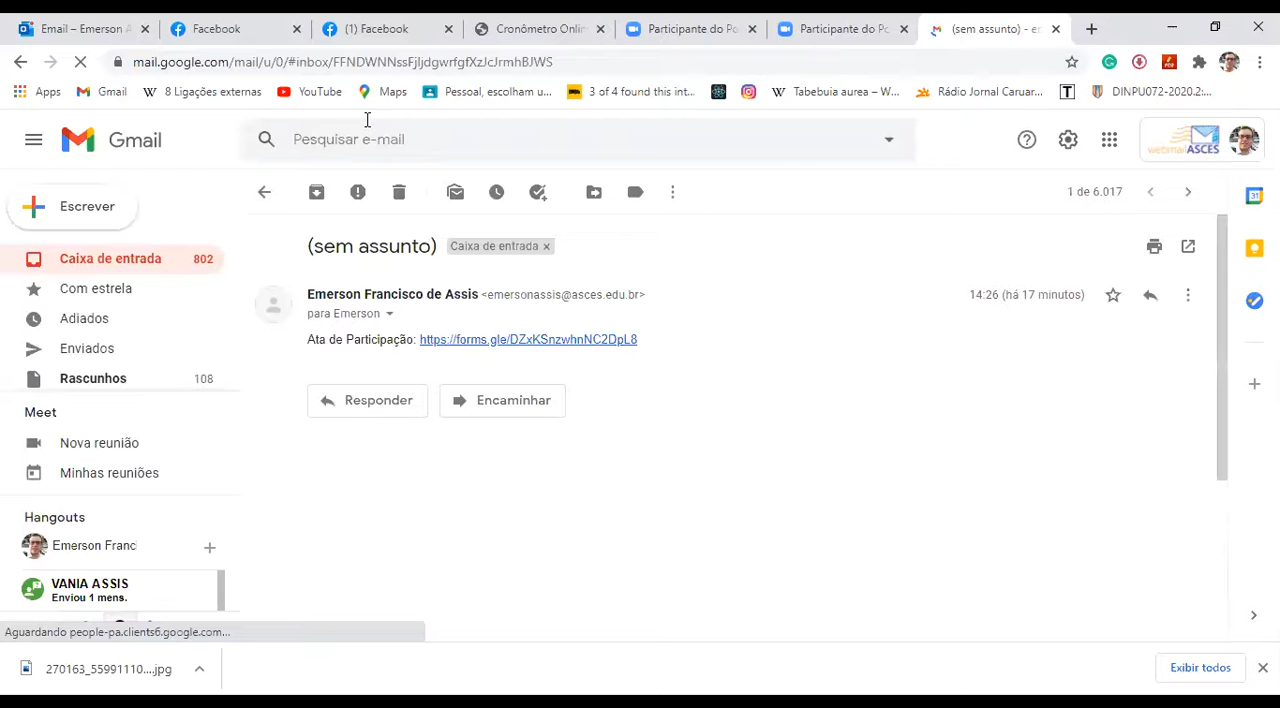 Email – Emerson A
Facebook
(1) Facebook
Cronômetro Onlin
Participante do Po
Participante do Po
(sem assunto) - em
mail.google.com/mail/u/0/#inbox/FFNDWNNssFjljdgwrfgfXzJcJrmhBJWS
Apps
Gmail
8 Ligações externas
YouTube
Maps
Pessoal, escolham u...
3 of 4 found this int...
Tabebuia aurea – W...
Rádio Jornal Caruar...
DINPU072-2020.2:...
Gmail
Pesquisar e-mail
webmail ASCES
Escrever
1 de 6.017
(sem assunto)
Caixa de entrada x
Caixa de entrada 802
Com estrela
Adiados
Enviados
Rascunhos 108
Emerson Francisco de Assis <emersonassis@asces.edu.br>
14:26 (há 17 minutos)
para Emerson
Ata de Participação: https://forms.gle/DZxKSnzwhnNC2DpL8
Responder
Encaminhar
Meet
Nova reunião
Minhas reuniões
Hangouts
Emerson Franci
VANIA ASSIS
Enviou 1 mens.
Aguardando people-pa.clients6.google.com...
270163_55991110....jpg
Exibir todos